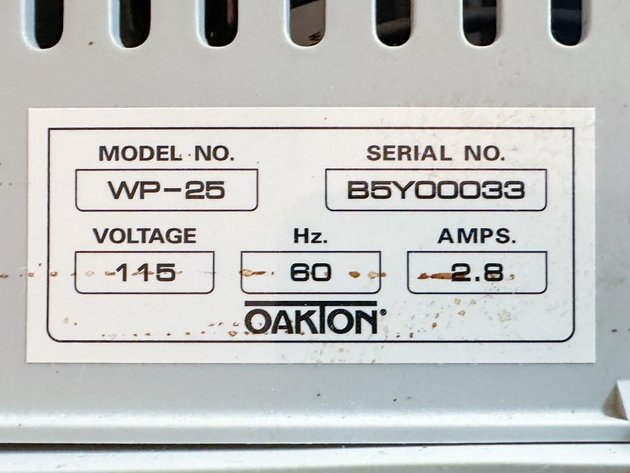 MODEL NO. SERIAL NO.
WP-25 B5Y00033
VOLTAGE Hz. AMPS.
115 60 2.8
OAKTON®